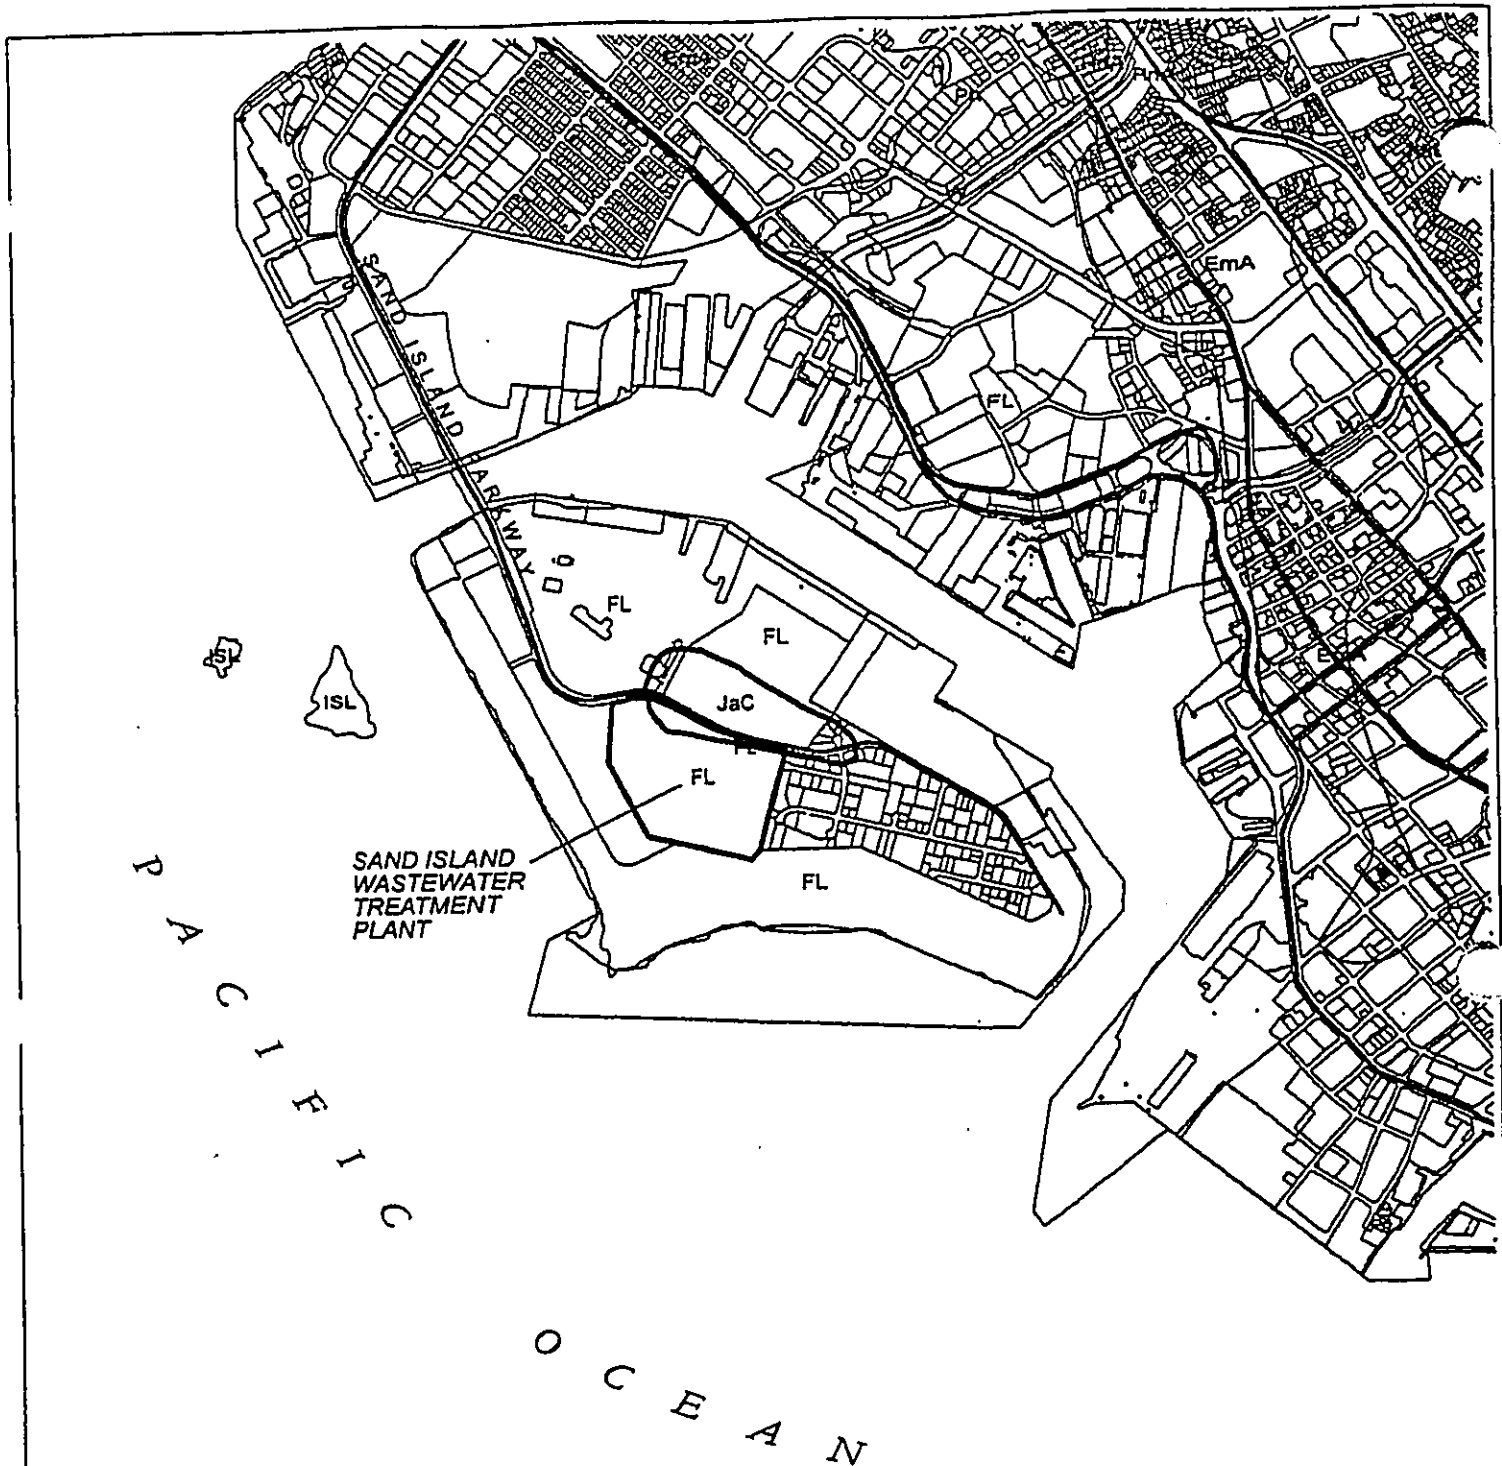 EmA
FL
SAND ISLAND PARKWAY
FL
FL
ISL
ISL
JaC
FL
FL
SAND ISLAND
WASTEWATER
TREATMENT
PLANT
FL
PACIFIC
OCEAN